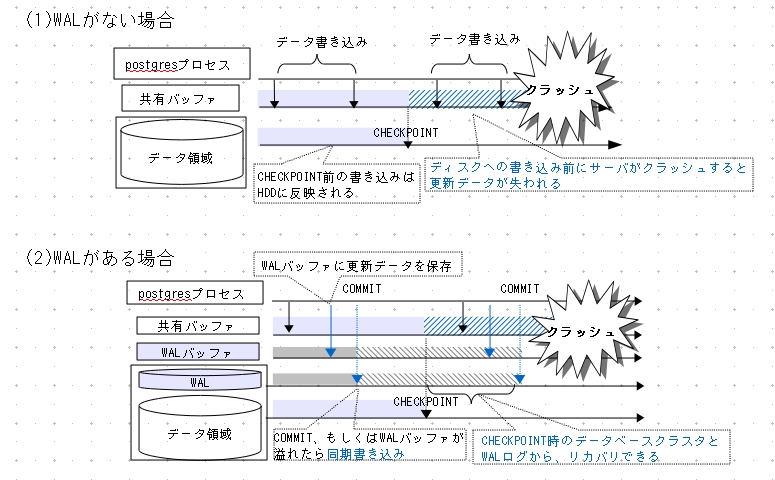 (1)WALがない場合
データ書き込み
データ書き込み
postgresプロセス
クラッシュ
共有バッファ
CHECKPOINT
データ領域
CHECKPOINT前の書き込みは
HDDに反映される
ディスクへの書き込み前にサーバがクラッシュすると
更新データが失われる
(2)WALがある場合
WALバッファに更新データを保存
postgresプロセス
COMMIT
COMMIT
共有バッファ
クラッシュ
WALバッファ
WAL
CHECKPOINT
データ領域
COMMIT、もしくはWALバッファが
溢れたら同期書き込み
CHECKPOINT時のデータベースクラスタと
WALログから、リカバリできる